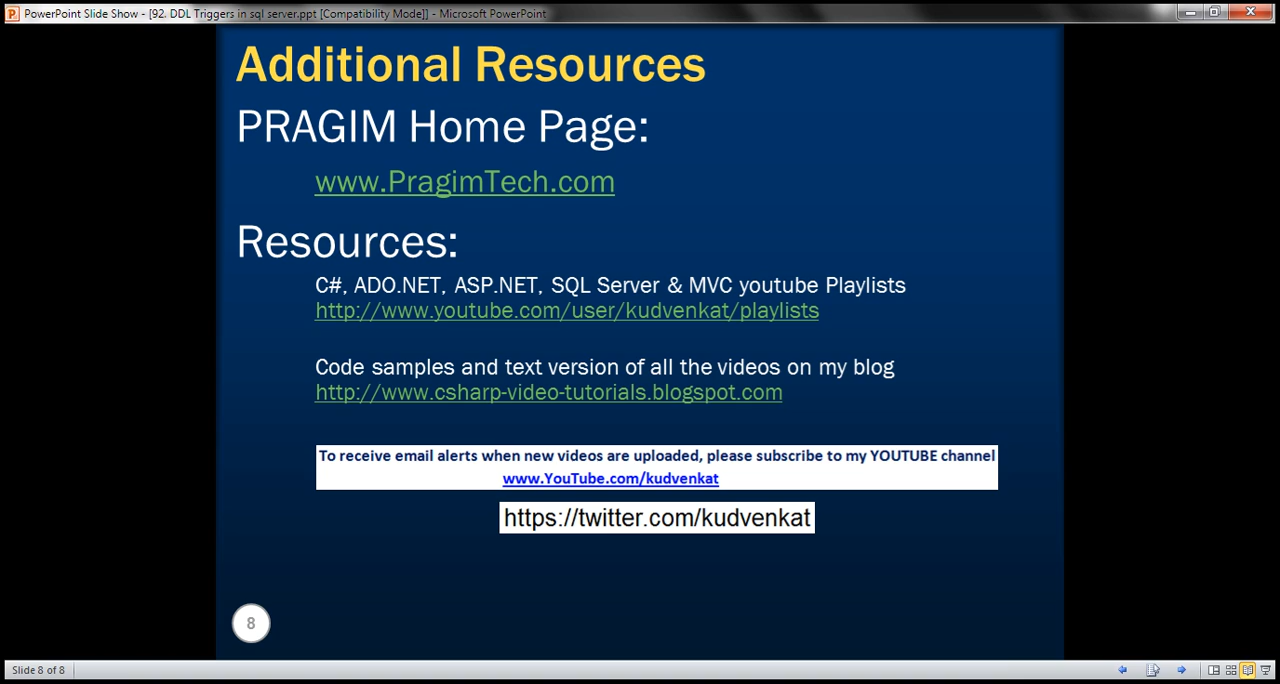 PowerPoint Slide Show - [92. DDL Triggers in sql server.ppt [Compatibility Mode]] - Microsoft PowerPoint
Additional Resources
PRAGIM Home Page:
www.PragimTech.com
Resources:
C#, ADO.NET, ASP.NET, SQL Server & MVC youtube Playlists
http://www.youtube.com/user/kudvenkat/playlists
Code samples and text version of all the videos on my blog
http://www.csharp-video-tutorials.blogspot.com
To receive email alerts when new videos are uploaded, please subscribe to my YOUTUBE channel
www.YouTube.com/kudvenkat
https://twitter.com/kudvenkat
8
Slide 8 of 8